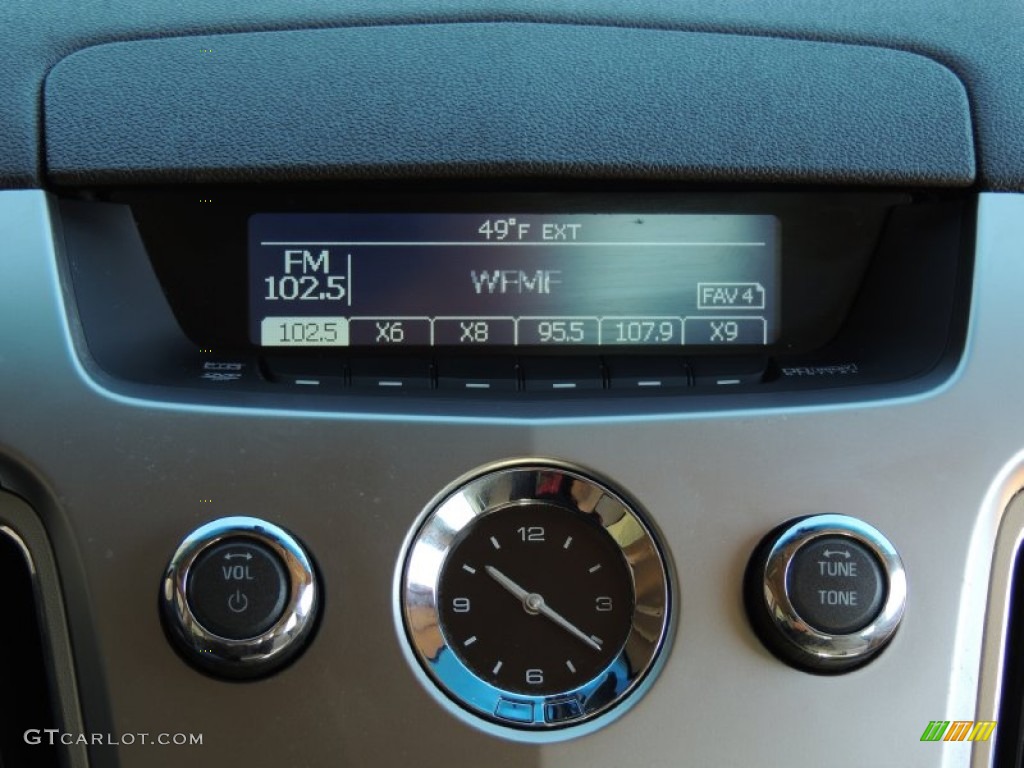 49°F EXT
FM
102.5
FAV 4
102.5 X6 X8 95.5 107.9 X9
12
9 3
6
VOL
TUNE
TONE
GTCARLOT.COM